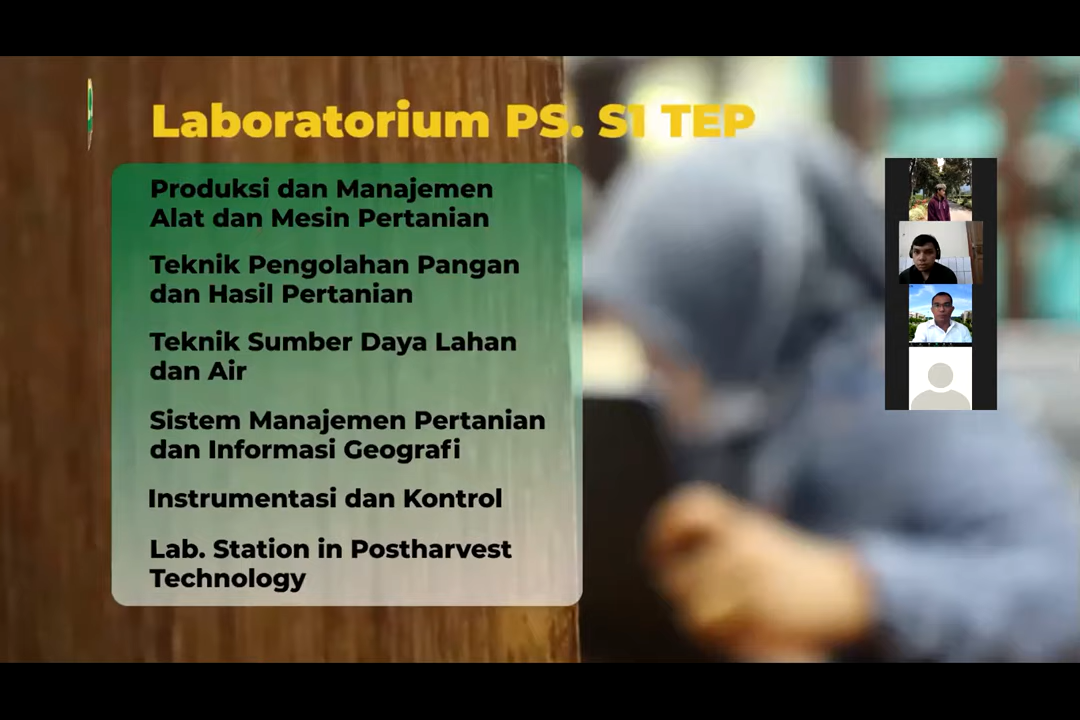 Laboratorium PS. S1 TEP
Produksi dan Manajemen
Alat dan Mesin Pertanian
Teknik Pengolahan Pangan
dan Hasil Pertanian
Teknik Sumber Daya Lahan
dan Air
Sistem Manajemen Pertanian
dan Informasi Geografi
Instrumentasi dan Kontrol
Lab. Station in Postharvest
Technology